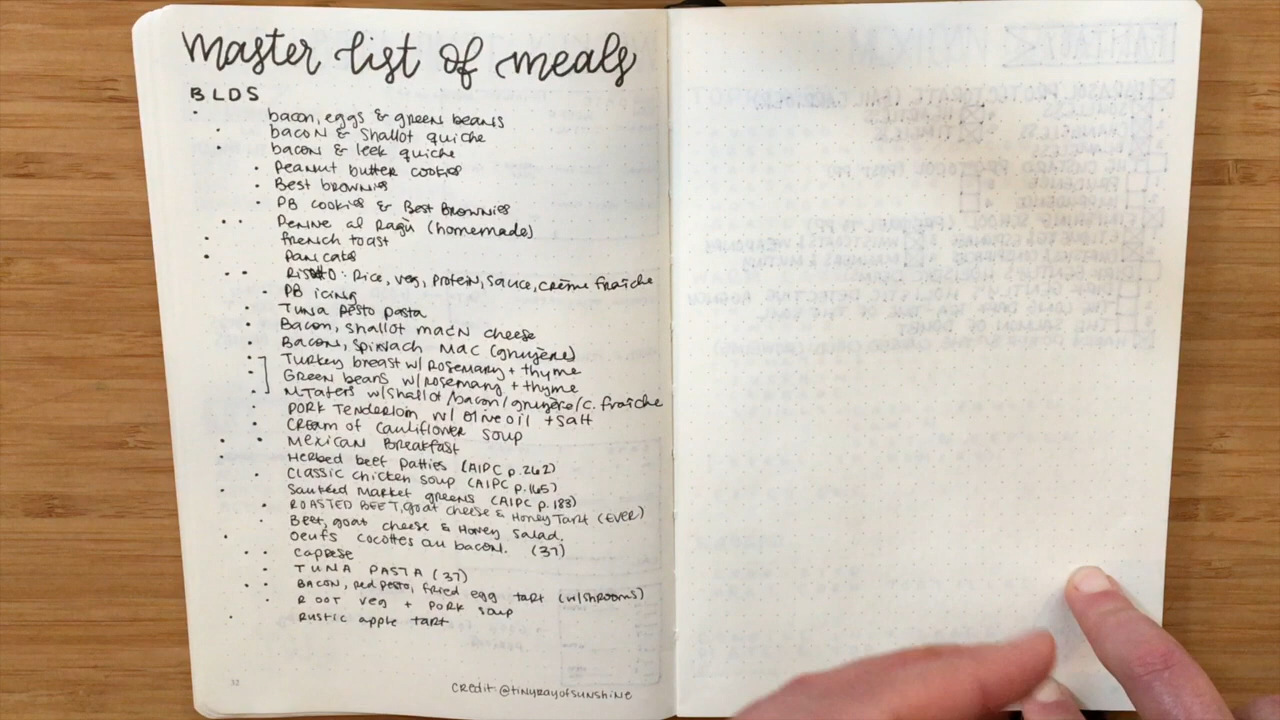 master list of meals
BLDS
bacon, eggs & green beans
bacon & shallot quiche
bacon & leek quiche
Peanut butter cookies
Best brownies
PB cookies & Best Brownies
Penne al Ragù (homemade)
french toast
Pancakes
Risotto: Rice, veg, protein, sauce, crème fraîche
PB icing
Tuna pesto pasta
Bacon, shallot mac N cheese
Bacon, spinach mac (gruyère)
Turkey breast w/ rosemary + thyme
Green beans w/rosemary + thyme
M.Taters w/shallot/bacon/gruyère/c. fraîche
Pork Tenderloin w/ olive oil + salt
Cream of Cauliflower soup
Mexican Breakfast
Herbed beef patties (AIPC p.262)
Classic chicken soup (AIPC p.165)
Sauteed market greens (AIPC p.183)
ROASTED BEET, goat cheese & Honey Tart (EVER)
Beet, goat cheese & Honey salad.
oeufs cocottes au bacon. (37)
caprese
TUNA PASTA (37)
BACON, red pesto, fried egg tart (w/shrooms)
ROOT veg + pork soup
rustic apple tart
32
credit: @tinyrayofsunshine